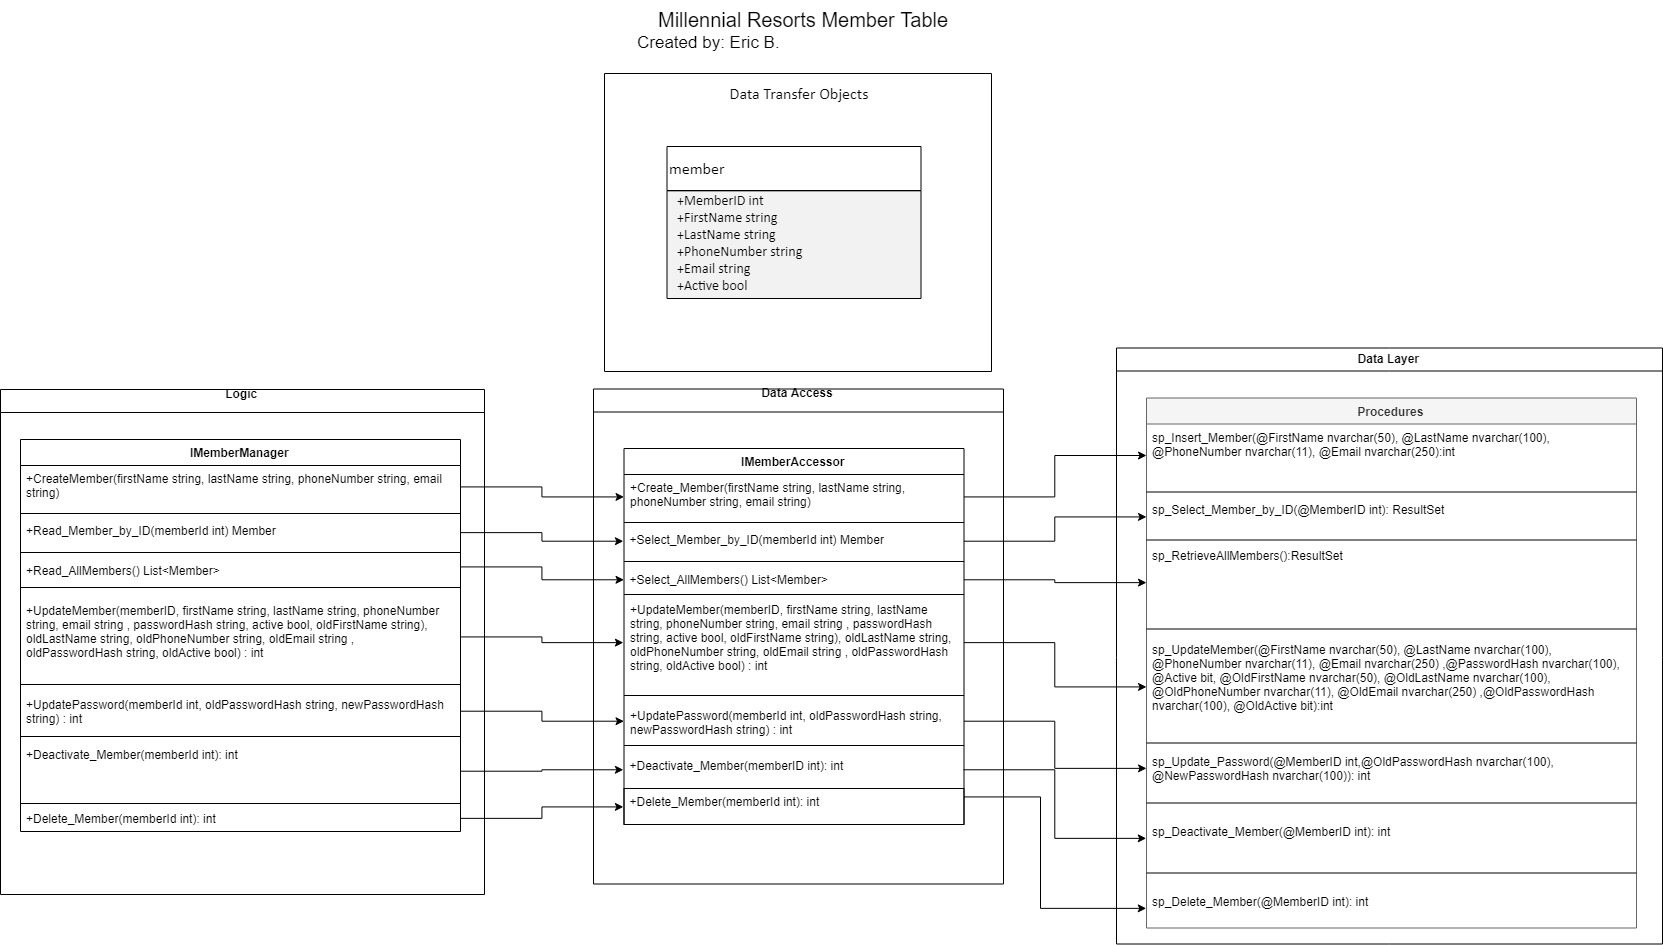 Millennial Resorts Member Table
Created by: Eric B.
Data Transfer Objects
member
+MemberID int
+FirstName string
+LastName string
+PhoneNumber string
+Email string
+Active bool
Logic
IMemberManager
+CreateMember(firstName string, lastName string, phoneNumber string, email
string)
+Read_Member_by_ID(memberId int) Member
+Read_AllMembers() List<Member>
+UpdateMember(memberID, firstName string, lastName string, phoneNumber
string, email string , passwordHash string, active bool, oldFirstName string),
oldLastName string, oldPhoneNumber string, oldEmail string ,
oldPasswordHash string, oldActive bool) : int
+UpdatePassword(memberId int, oldPasswordHash string, newPasswordHash
string) : int
+Deactivate_Member(memberId int): int
+Delete_Member(memberId int): int
Data Access
IMemberAccessor
+Create_Member(firstName string, lastName string,
phoneNumber string, email string)
+Select_Member_by_ID(memberId int) Member
+Select_AllMembers() List<Member>
+UpdateMember(memberID, firstName string, lastName
string, phoneNumber string, email string , passwordHash
string, active bool, oldFirstName string), oldLastName string,
oldPhoneNumber string, oldEmail string , oldPasswordHash
string, oldActive bool) : int
+UpdatePassword(memberId int, oldPasswordHash string,
newPasswordHash string) : int
+Deactivate_Member(memberID int): int
+Delete_Member(memberId int): int
Data Layer
Procedures
sp_Insert_Member(@FirstName nvarchar(50), @LastName nvarchar(100),
@PhoneNumber nvarchar(11), @Email nvarchar(250):int
sp_Select_Member_by_ID(@MemberID int): ResultSet
sp_RetrieveAllMembers():ResultSet
sp_UpdateMember(@FirstName nvarchar(50), @LastName nvarchar(100),
@PhoneNumber nvarchar(11), @Email nvarchar(250) ,@PasswordHash nvarchar(100),
@Active bit, @OldFirstName nvarchar(50), @OldLastName nvarchar(100),
@OldPhoneNumber nvarchar(11), @OldEmail nvarchar(250) ,@OldPasswordHash
nvarchar(100), @OldActive bit):int
sp_Update_Password(@MemberID int,@OldPasswordHash nvarchar(100),
@NewPasswordHash nvarchar(100)): int
sp_Deactivate_Member(@MemberID int): int
sp_Delete_Member(@MemberID int): int